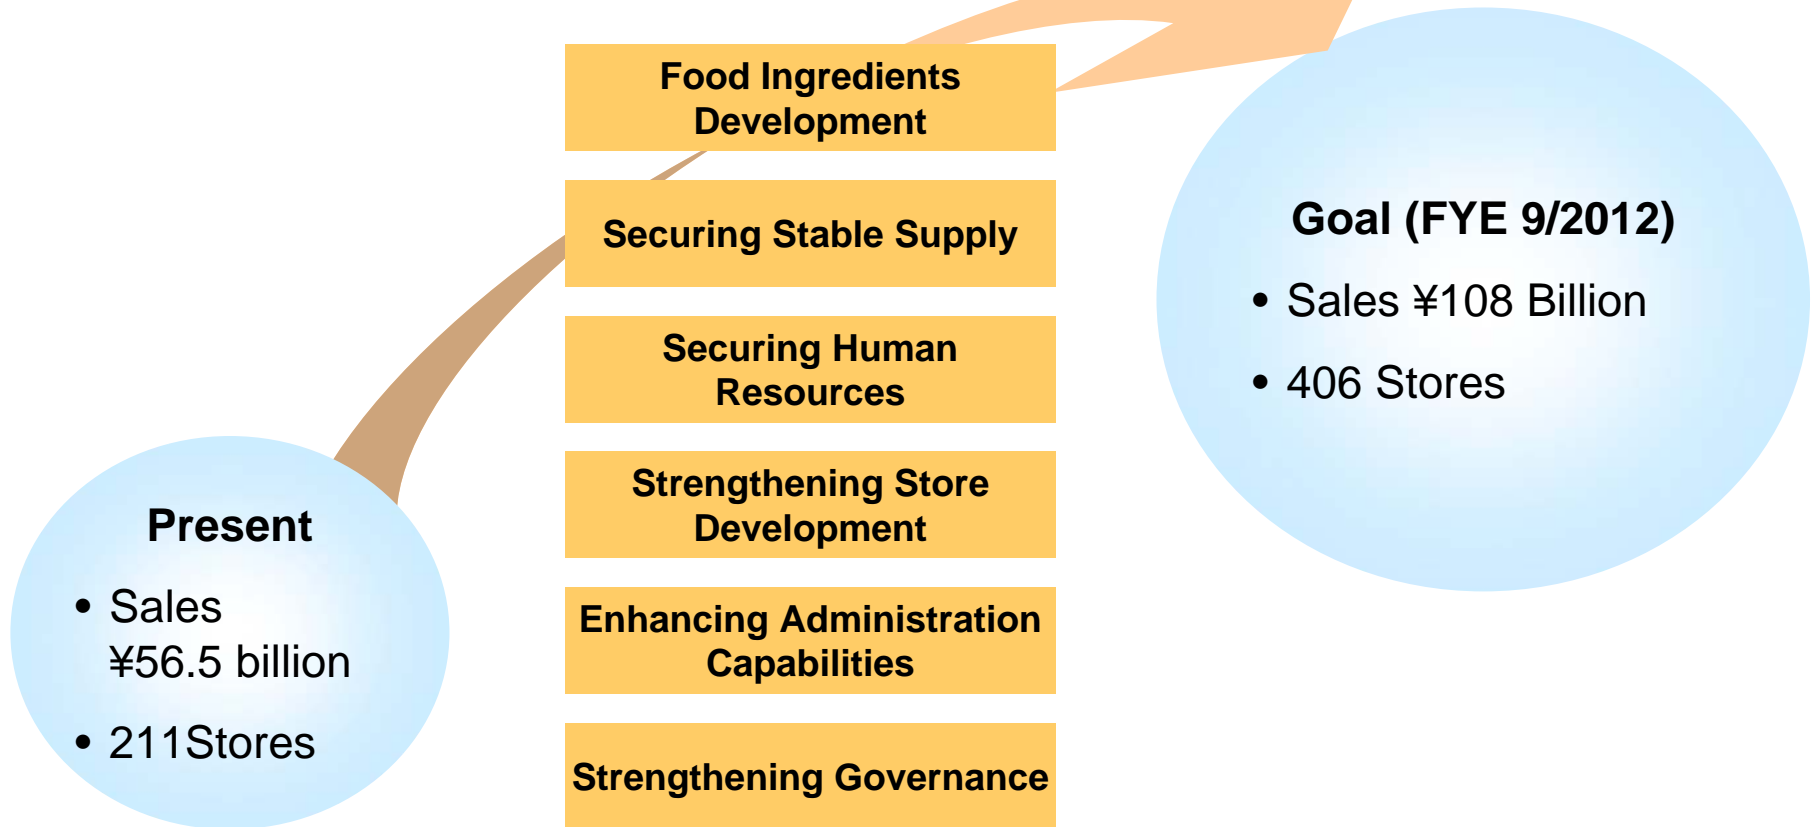 Food Ingredients
Development
Securing Stable Supply
Securing Human
Resources
Strengthening Store
Development
Enhancing Administration
Capabilities
Strengthening Governance
Present
• Sales
¥56.5 billion
• 211Stores
Goal (FYE 9/2012)
• Sales ¥108 Billion
• 406 Stores